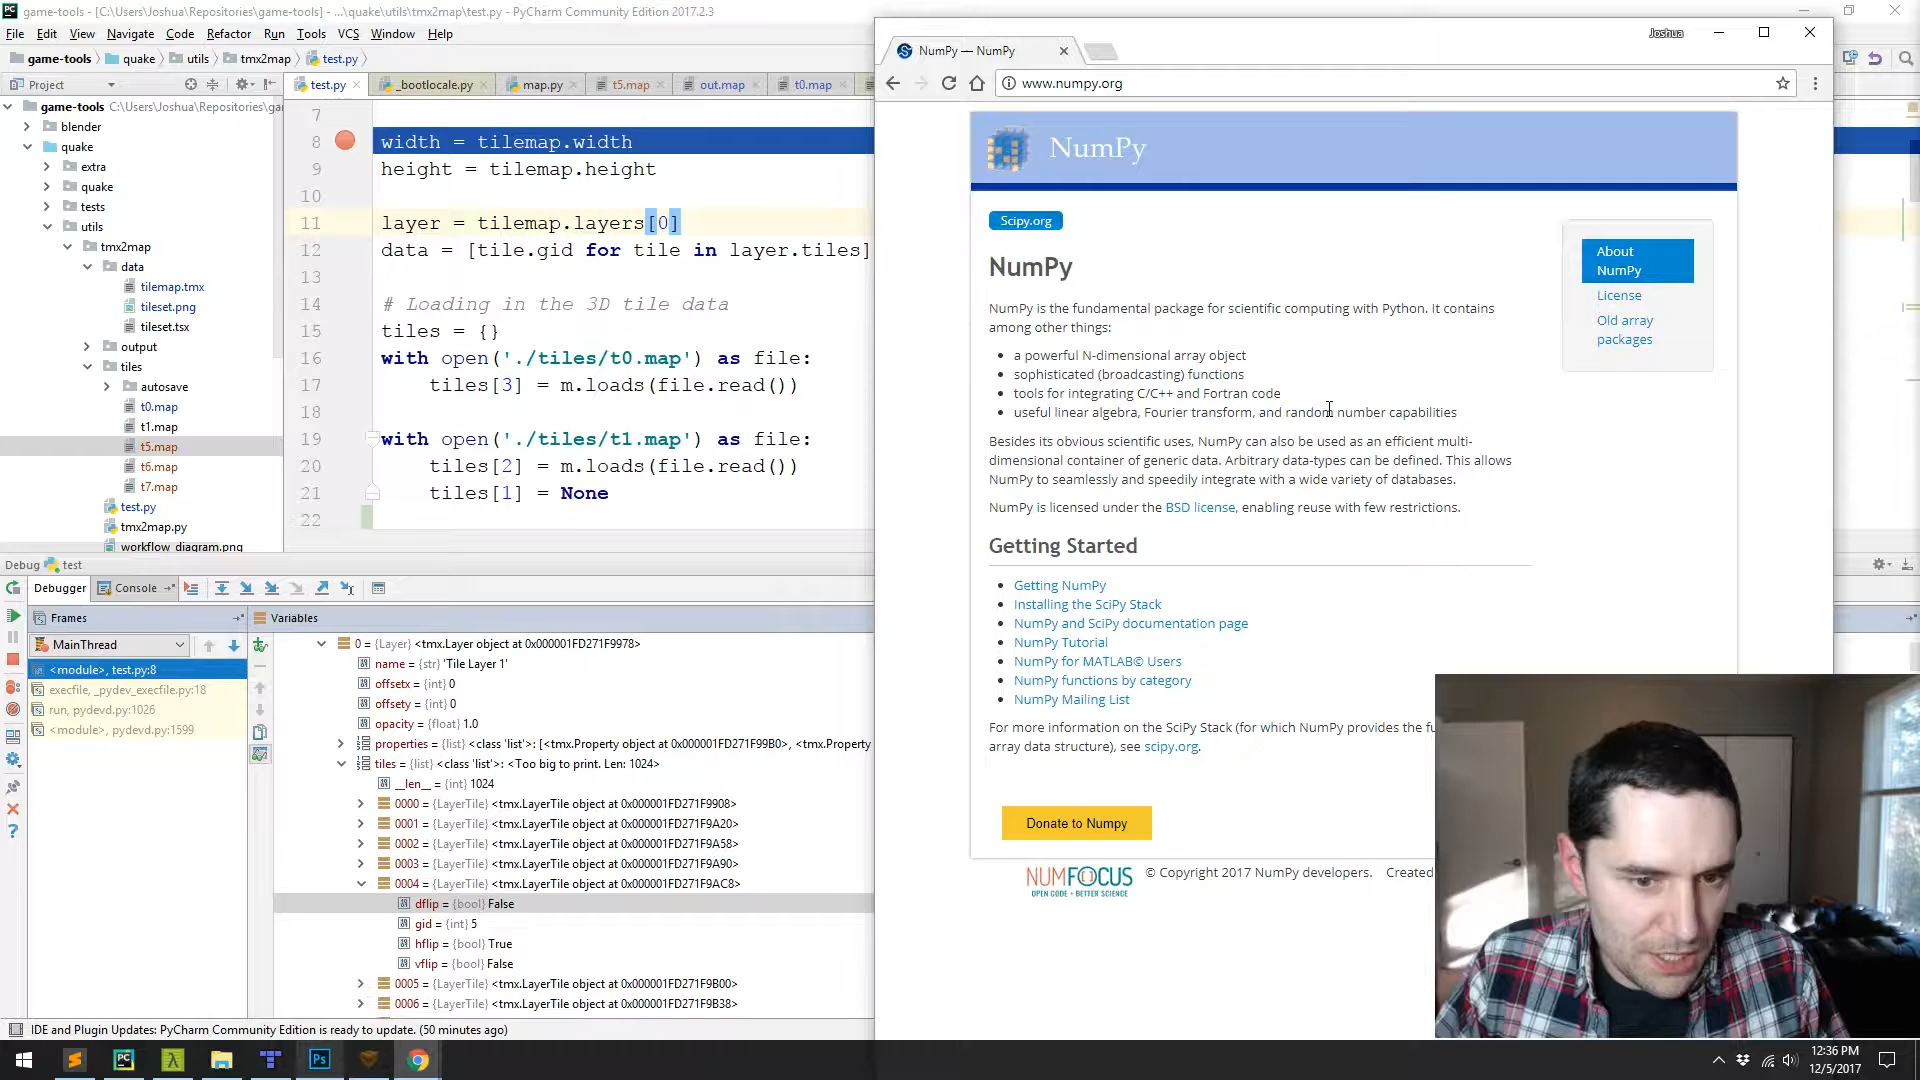 game-tools - [C:\Users\Joshua\Repositories\game-tools] - ...\quake\utils\tmx2map\test.py - PyCharm Community Edition 2017.2.3
File Edit View Navigate Code Refactor Run Tools VCS Window Help
game-tools quake utils tmx2map test.py
Project
test.py _bootlocale.py map.py t5.map out.map t0.map
game-tools C:\Users\Joshua\Repositories\ga
blender
quake
extra
quake
tests
utils
tmx2map
data
tilemap.tmx
tileset.png
tileset.tsx
output
tiles
autosave
t0.map
t1.map
t5.map
t6.map
t7.map
test.py
tmx2map.py
workflow_diagram.png
7
8 width = tilemap.width
9 height = tilemap.height
10
11 layer = tilemap.layers[0]
12 data = [tile.gid for tile in layer.tiles]
13
14 # Loading in the 3D tile data
15 tiles = {}
16 with open('./tiles/t0.map') as file:
17 tiles[3] = m.loads(file.read())
18
19 with open('./tiles/t1.map') as file:
20 tiles[2] = m.loads(file.read())
21 tiles[1] = None
22
Debug test
Debugger Console
Frames
MainThread
<module>, test.py:8
execfile, _pydev_execfile.py:18
run, pydevd.py:1026
<module>, pydevd.py:1599
Variables
0 = {Layer} <tmx.Layer object at 0x000001FD271F9978>
name = {str} 'Tile Layer 1'
offsetx = {int} 0
offsety = {int} 0
opacity = {float} 1.0
properties = {list} <class 'list'>: [<tmx.Property object at 0x000001FD271F99B0>, <tmx.Property
tiles = {list} <class 'list'>: <Too big to print. Len: 1024>
__len__ = {int} 1024
0000 = {LayerTile} <tmx.LayerTile object at 0x000001FD271F9908>
0001 = {LayerTile} <tmx.LayerTile object at 0x000001FD271F9A20>
0002 = {LayerTile} <tmx.LayerTile object at 0x000001FD271F9A58>
0003 = {LayerTile} <tmx.LayerTile object at 0x000001FD271F9A90>
0004 = {LayerTile} <tmx.LayerTile object at 0x000001FD271F9AC8>
dflip = {bool} False
gid = {int} 5
hflip = {bool} True
vflip = {bool} False
0005 = {LayerTile} <tmx.LayerTile object at 0x000001FD271F9B00>
0006 = {LayerTile} <tmx.LayerTile object at 0x000001FD271F9B38>
IDE and Plugin Updates: PyCharm Community Edition is ready to update. (50 minutes ago)
Joshua
NumPy — NumPy
www.numpy.org
NumPy
Scipy.org
NumPy
NumPy is the fundamental package for scientific computing with Python. It contains
among other things:
a powerful N-dimensional array object
sophisticated (broadcasting) functions
tools for integrating C/C++ and Fortran code
useful linear algebra, Fourier transform, and random number capabilities
Besides its obvious scientific uses, NumPy can also be used as an efficient multi-
dimensional container of generic data. Arbitrary data-types can be defined. This allows
NumPy to seamlessly and speedily integrate with a wide variety of databases.
NumPy is licensed under the BSD license, enabling reuse with few restrictions.
Getting Started
Getting NumPy
Installing the SciPy Stack
NumPy and SciPy documentation page
NumPy Tutorial
NumPy for MATLAB© Users
NumPy functions by category
NumPy Mailing List
For more information on the SciPy Stack (for which NumPy provides the fu
array data structure), see scipy.org.
Donate to Numpy
NUMFOCUS
OPEN CODE = BETTER SCIENCE
© Copyright 2017 NumPy developers. Created
About
NumPy
License
Old array
packages
Ps
12:36 PM
12/5/2017